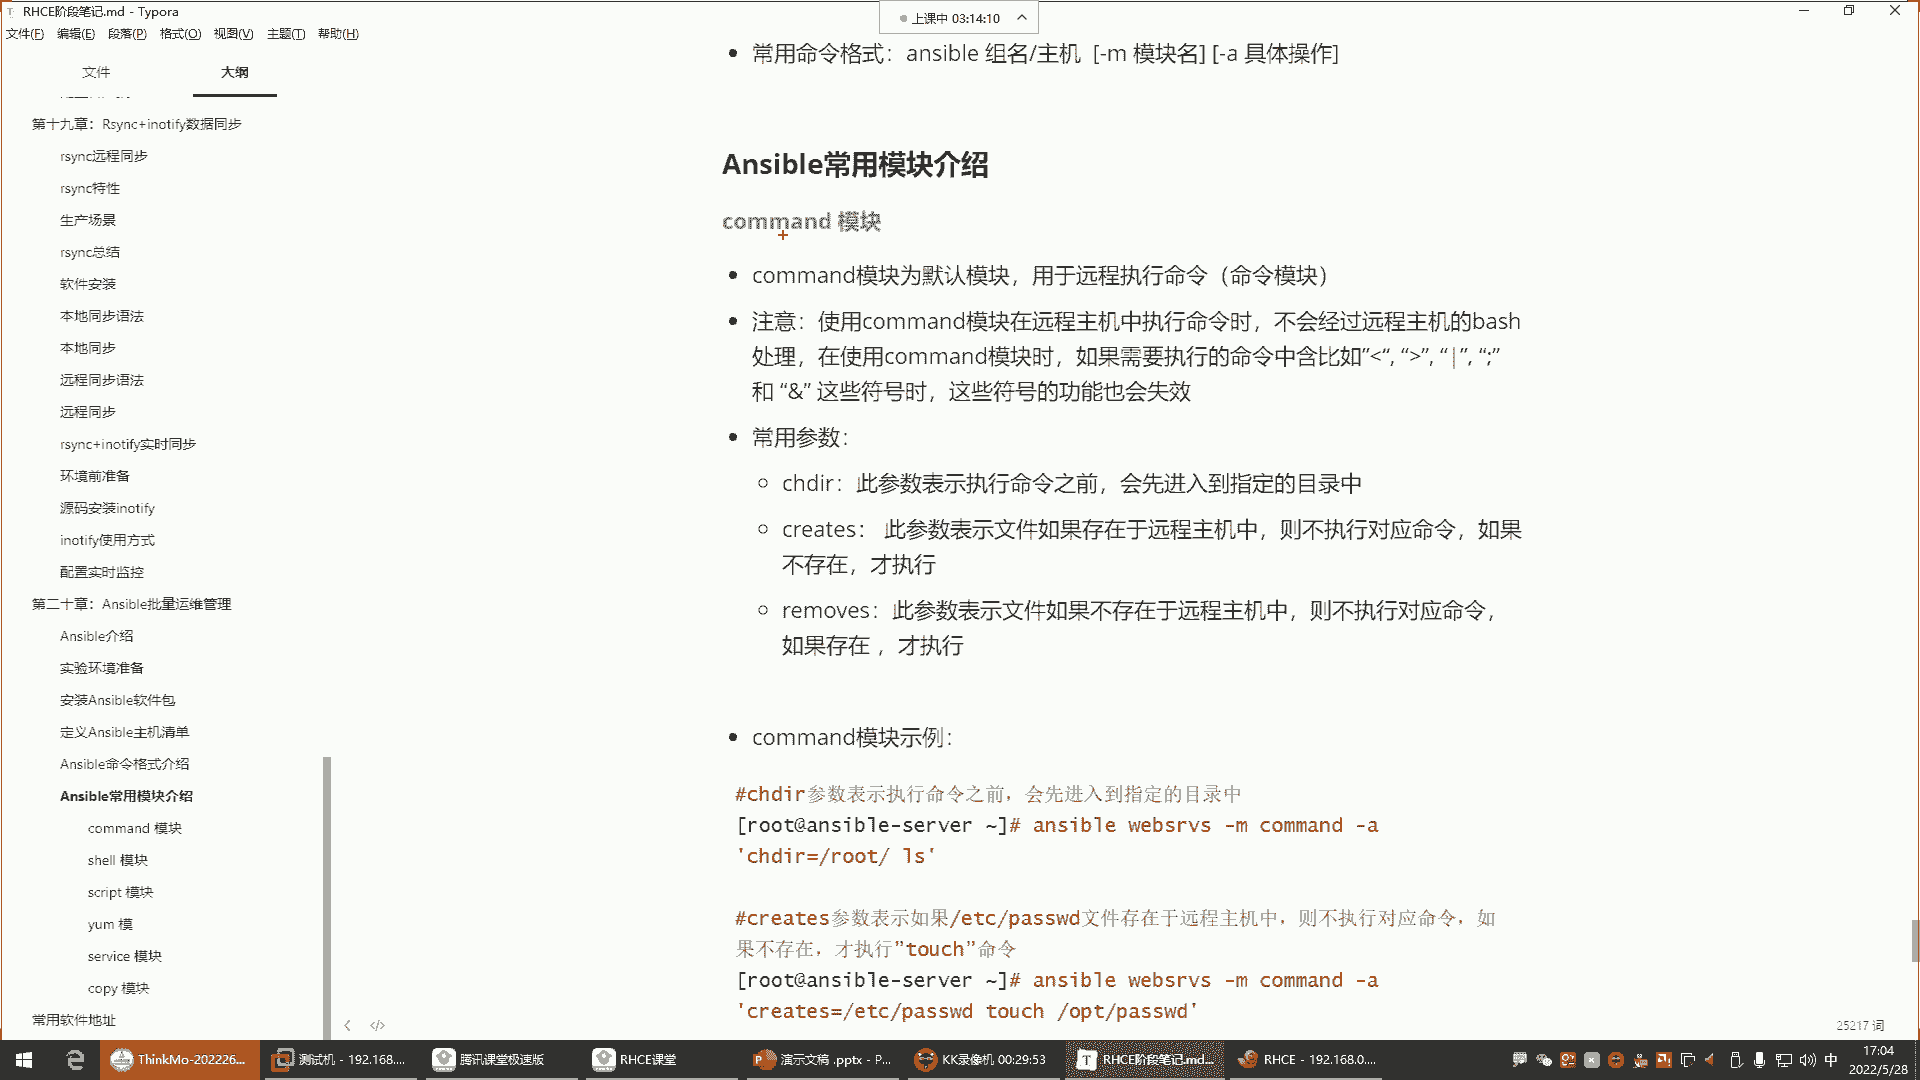 RHCE阶段笔记.md - Typora
上课中 03:14:10
文件(F) 编辑(E) 段落(P) 格式(O) 视图(V) 主题(T) 帮助(H)
文件
大纲
第十九章：Rsync+inotify数据同步
rsync远程同步
rsync特性
生产场景
rsync总结
软件安装
本地同步语法
本地同步
远程同步语法
远程同步
rsync+inotify实时同步
环境前准备
源码安装inotify
inotify使用方式
配置实时监控
第二十章：Ansible批量运维管理
Ansible介绍
实验环境准备
安装Ansible软件包
定义Ansible主机清单
Ansible命令格式介绍
Ansible常用模块介绍
command 模块
shell 模块
script 模块
yum 模
service 模块
copy 模块
常用软件地址
常用命令格式：ansible 组名/主机 [-m 模块名] [-a 具体操作]
Ansible常用模块介绍
command 模块
command模块为默认模块，用于远程执行命令（命令模块）
注意：使用command模块在远程主机中执行命令时，不会经过远程主机的bash
处理，在使用command模块时，如果需要执行的命令中含比如”<“, “>”, “|”, “;”
和 “&” 这些符号时，这些符号的功能也会失效
常用参数：
chdir：此参数表示执行命令之前，会先进入到指定的目录中
creates： 此参数表示文件如果存在于远程主机中，则不执行对应命令，如果
不存在，才执行
removes：此参数表示文件如果不存在于远程主机中，则不执行对应命令，
如果存在 ，才执行
command模块示例：
#chdir参数表示执行命令之前，会先进入到指定的目录中
[root@ansible-server ~]# ansible websrvs -m command -a
'chdir=/root/ ls'
#creates参数表示如果/etc/passwd文件存在于远程主机中，则不执行对应命令，如
果不存在，才执行”touch”命令
[root@ansible-server ~]# ansible websrvs -m command -a
'creates=/etc/passwd touch /opt/passwd'
25217 词
ThinkMo-202226...
测试机 - 192.168....
腾讯课堂极速版
RHCE课堂
演示文稿 .pptx - P...
KK录像机 00:29:53
RHCE阶段笔记.md...
RHCE - 192.168.0....
中
17:04
2022/5/28